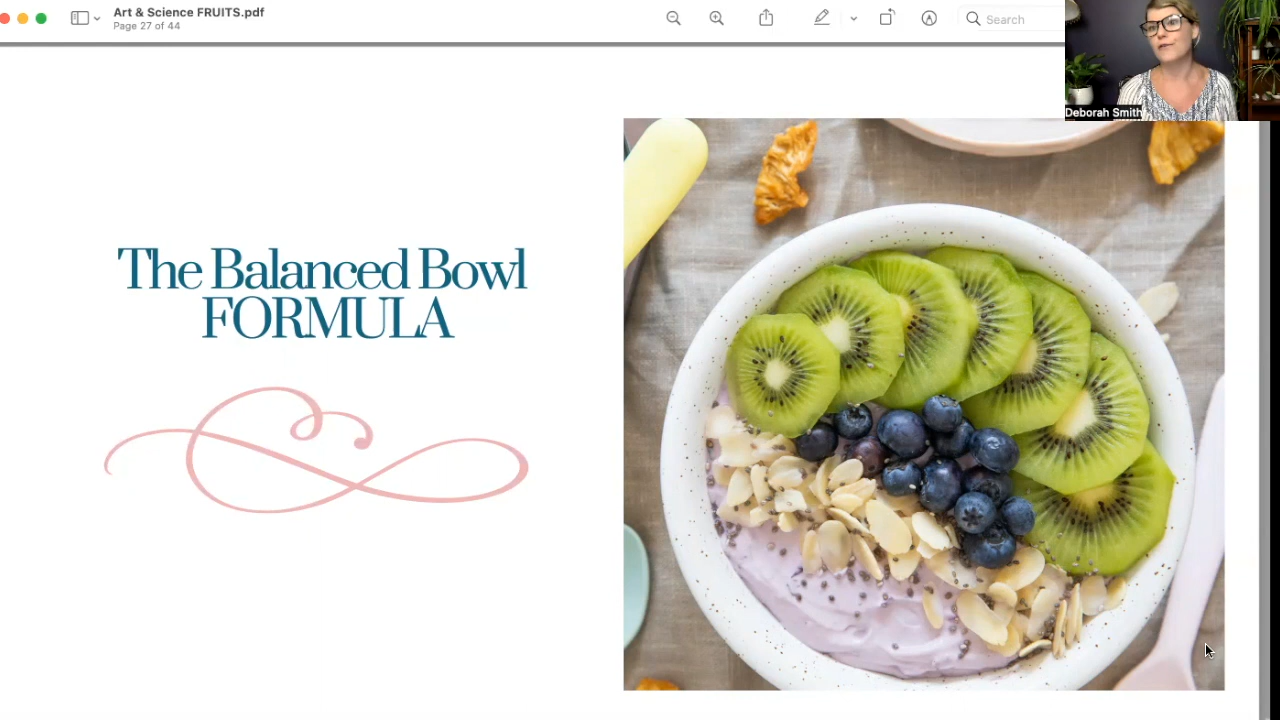 Art & Science FRUITS.pdf
Page 27 of 44
Search
Deborah Smith
The Balanced Bowl
FORMULA